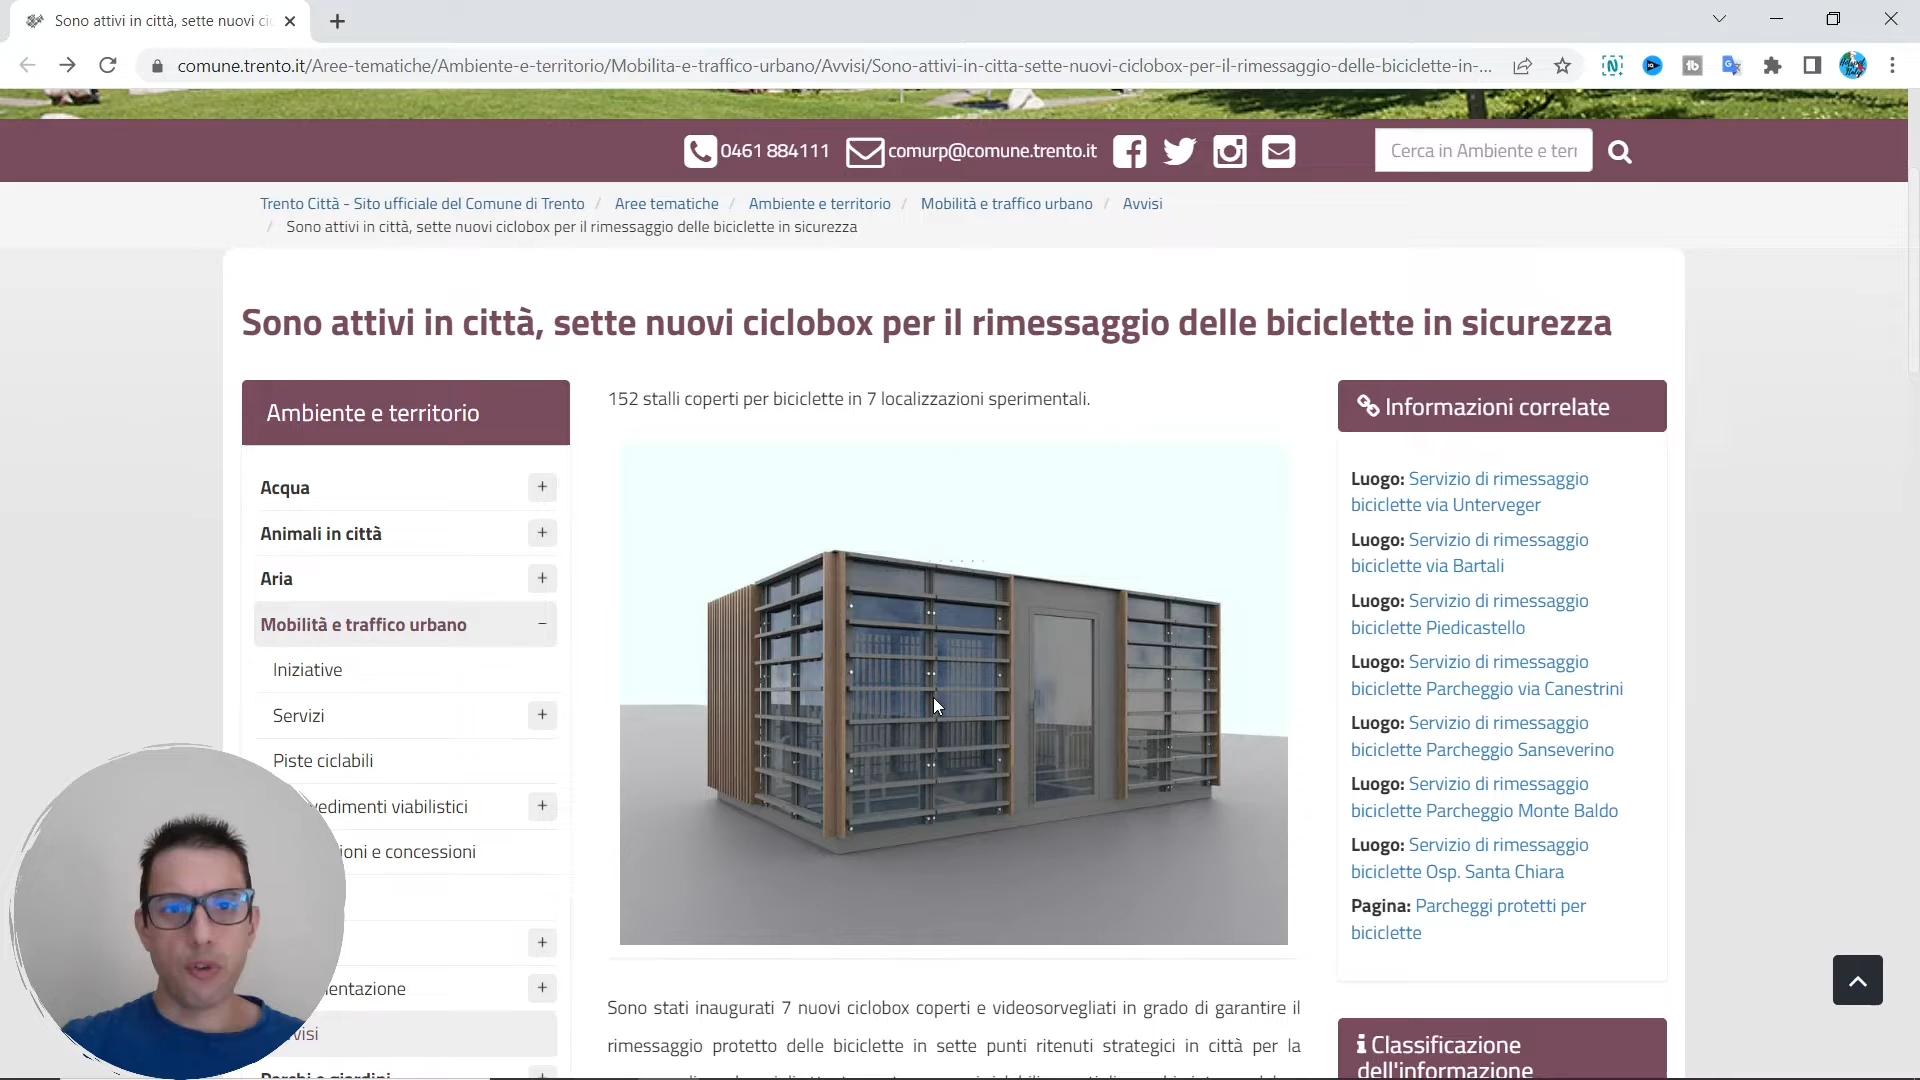 Sono attivi in città, sette nuovi cic
comune.trento.it/Aree-tematiche/Ambiente-e-territorio/Mobilita-e-traffico-urbano/Avvisi/Sono-attivi-in-citta-sette-nuovi-ciclobox-per-il-rimessaggio-delle-biciclette-in-...
0461 884111
comurp@comune.trento.it
Cerca in Ambiente e terr
Trento Città - Sito ufficiale del Comune di Trento / Aree tematiche / Ambiente e territorio / Mobilità e traffico urbano / Avvisi
/ Sono attivi in città, sette nuovi ciclobox per il rimessaggio delle biciclette in sicurezza
Sono attivi in città, sette nuovi ciclobox per il rimessaggio delle biciclette in sicurezza
Ambiente e territorio
Acqua +
Animali in città +
Aria +
Mobilità e traffico urbano −
Iniziative
Servizi +
Piste ciclabili
vedimenti viabilistici +
ioni e concessioni
+
entazione +
visi
Parchi e giardini +
152 stalli coperti per biciclette in 7 localizzazioni sperimentali.
Sono stati inaugurati 7 nuovi ciclobox coperti e videosorvegliati in grado di garantire il
rimessaggio protetto delle biciclette in sette punti ritenuti strategici in città per la
Informazioni correlate
Luogo: Servizio di rimessaggio
biciclette via Unterveger
Luogo: Servizio di rimessaggio
biciclette via Bartali
Luogo: Servizio di rimessaggio
biciclette Piedicastello
Luogo: Servizio di rimessaggio
biciclette Parcheggio via Canestrini
Luogo: Servizio di rimessaggio
biciclette Parcheggio Sanseverino
Luogo: Servizio di rimessaggio
biciclette Parcheggio Monte Baldo
Luogo: Servizio di rimessaggio
biciclette Osp. Santa Chiara
Pagina: Parcheggi protetti per
biciclette
Classificazione
dell'informazione